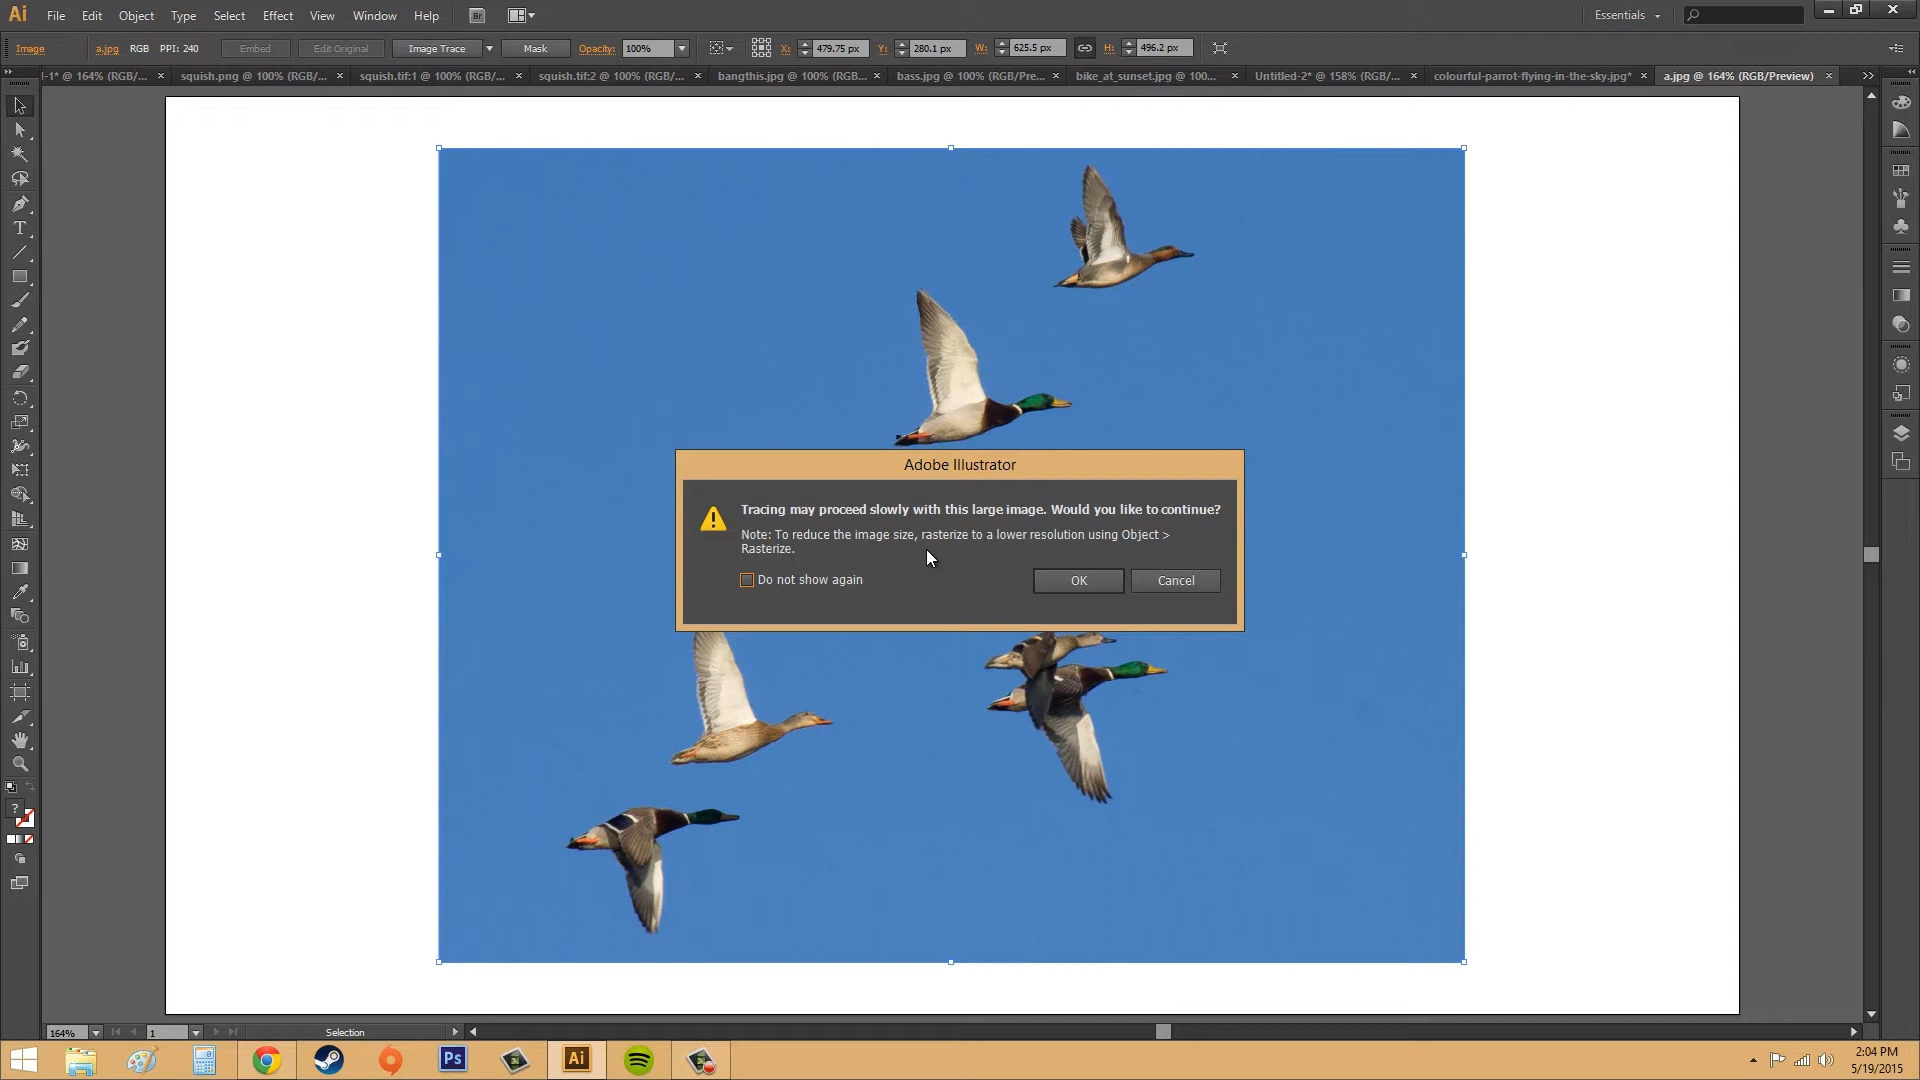 Ai File Edit Object Type Select Effect View Window Help Br Essentials
Image a.jpg RGB PPI: 240 Embed Edit Original Image Trace Mask Opacity: 100% X: 479.75 px Y: 280.1 px W: 625.5 px H: 496.2 px
l-1* @ 164% (RGB/... squish.png @ 100% (RGB/... squish.tif:1 @ 100% (RGB/... squish.tif:2 @ 100% (RGB/... bangthis.jpg @ 100% (RGB... bass.jpg @ 100% (RGB/Pre... bike_at_sunset.jpg @ 100... Untitled-2* @ 158% (RGB/... colourful-parrot-flying-in-the-sky.jpg* a.jpg @ 164% (RGB/Preview)
Adobe Illustrator
Tracing may proceed slowly with this large image. Would you like to continue?
Note: To reduce the image size, rasterize to a lower resolution using Object >
Rasterize.
Do not show again OK Cancel
164% 1 Selection
Ps Ai
2:04 PM
5/19/2015